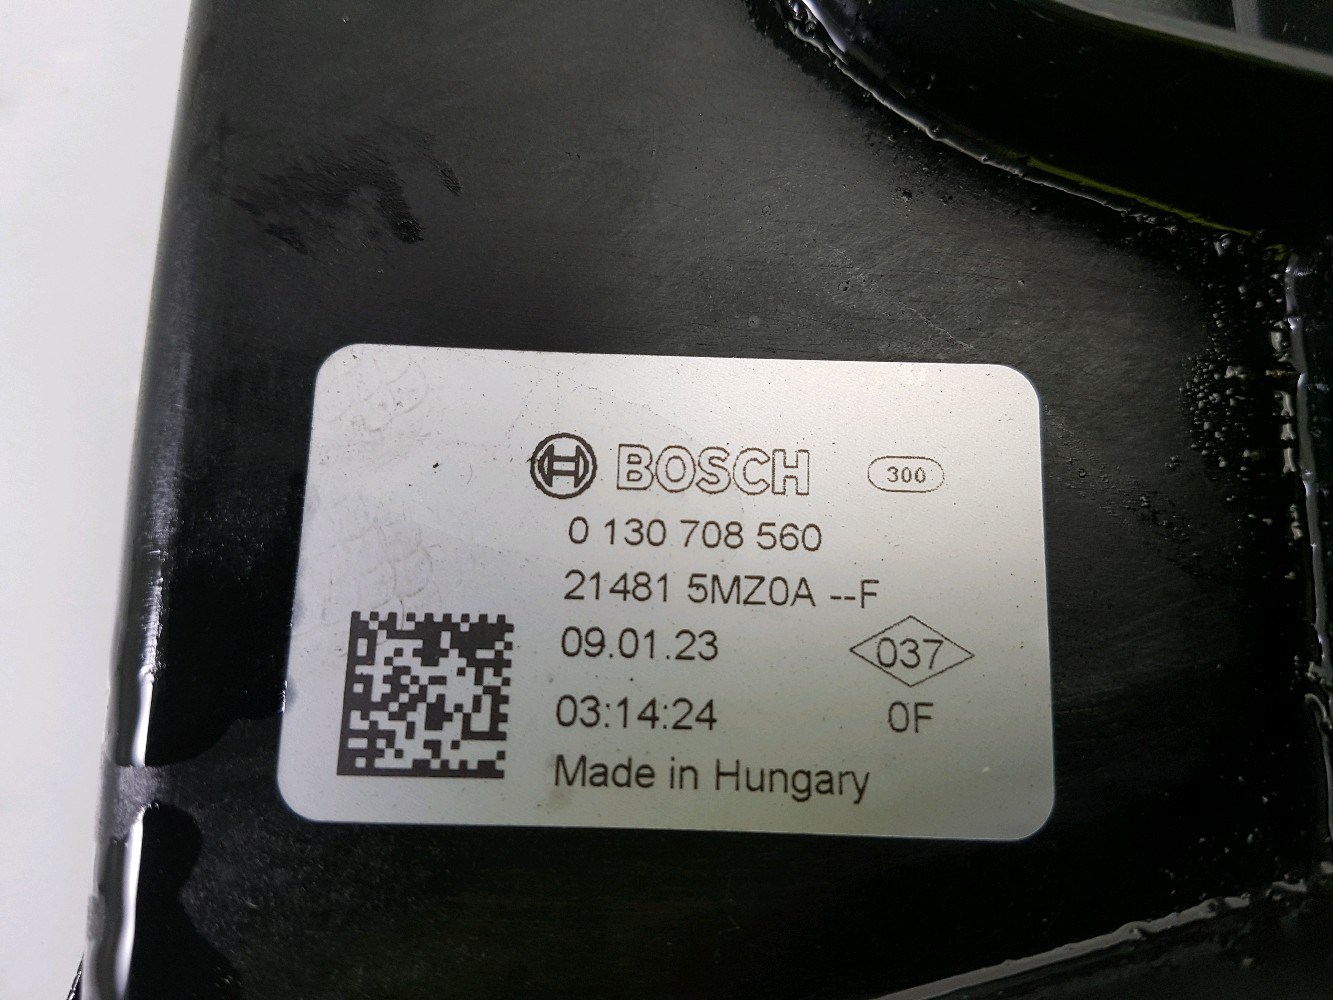 BOSCH 300
0 130 708 560
21481 5MZ0A --F
09.01.23 037
03:14:24 0F
Made in Hungary